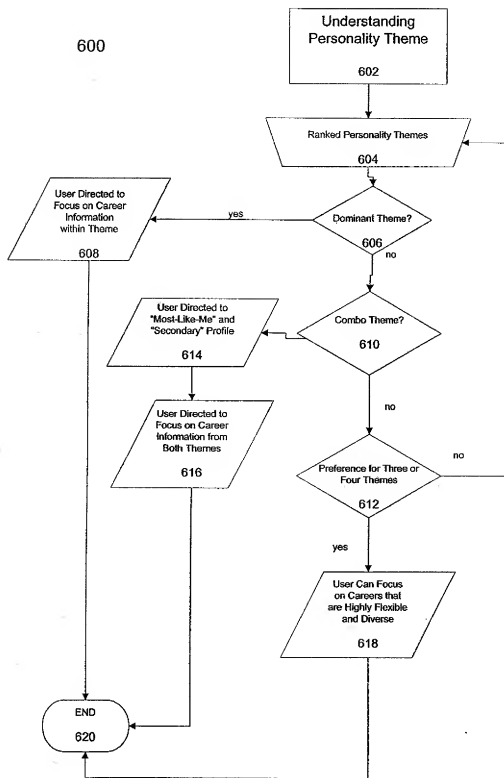 600
Understanding
Personality Theme
602
Ranked Personality Themes
604
User Directed to
Focus on Career
Information
within Theme
608
yes
Dominant Theme?
606
no
User Directed to
"Most-Like-Me" and
"Secondary" Profile
614
Combo Theme?
610
no
User Directed to
Focus on Career
Information from
Both Themes
616
Preference for Three or
Four Themes
612
no
yes
User Can Focus
on Careers that
are Highly Flexible
and Diverse
618
END
620